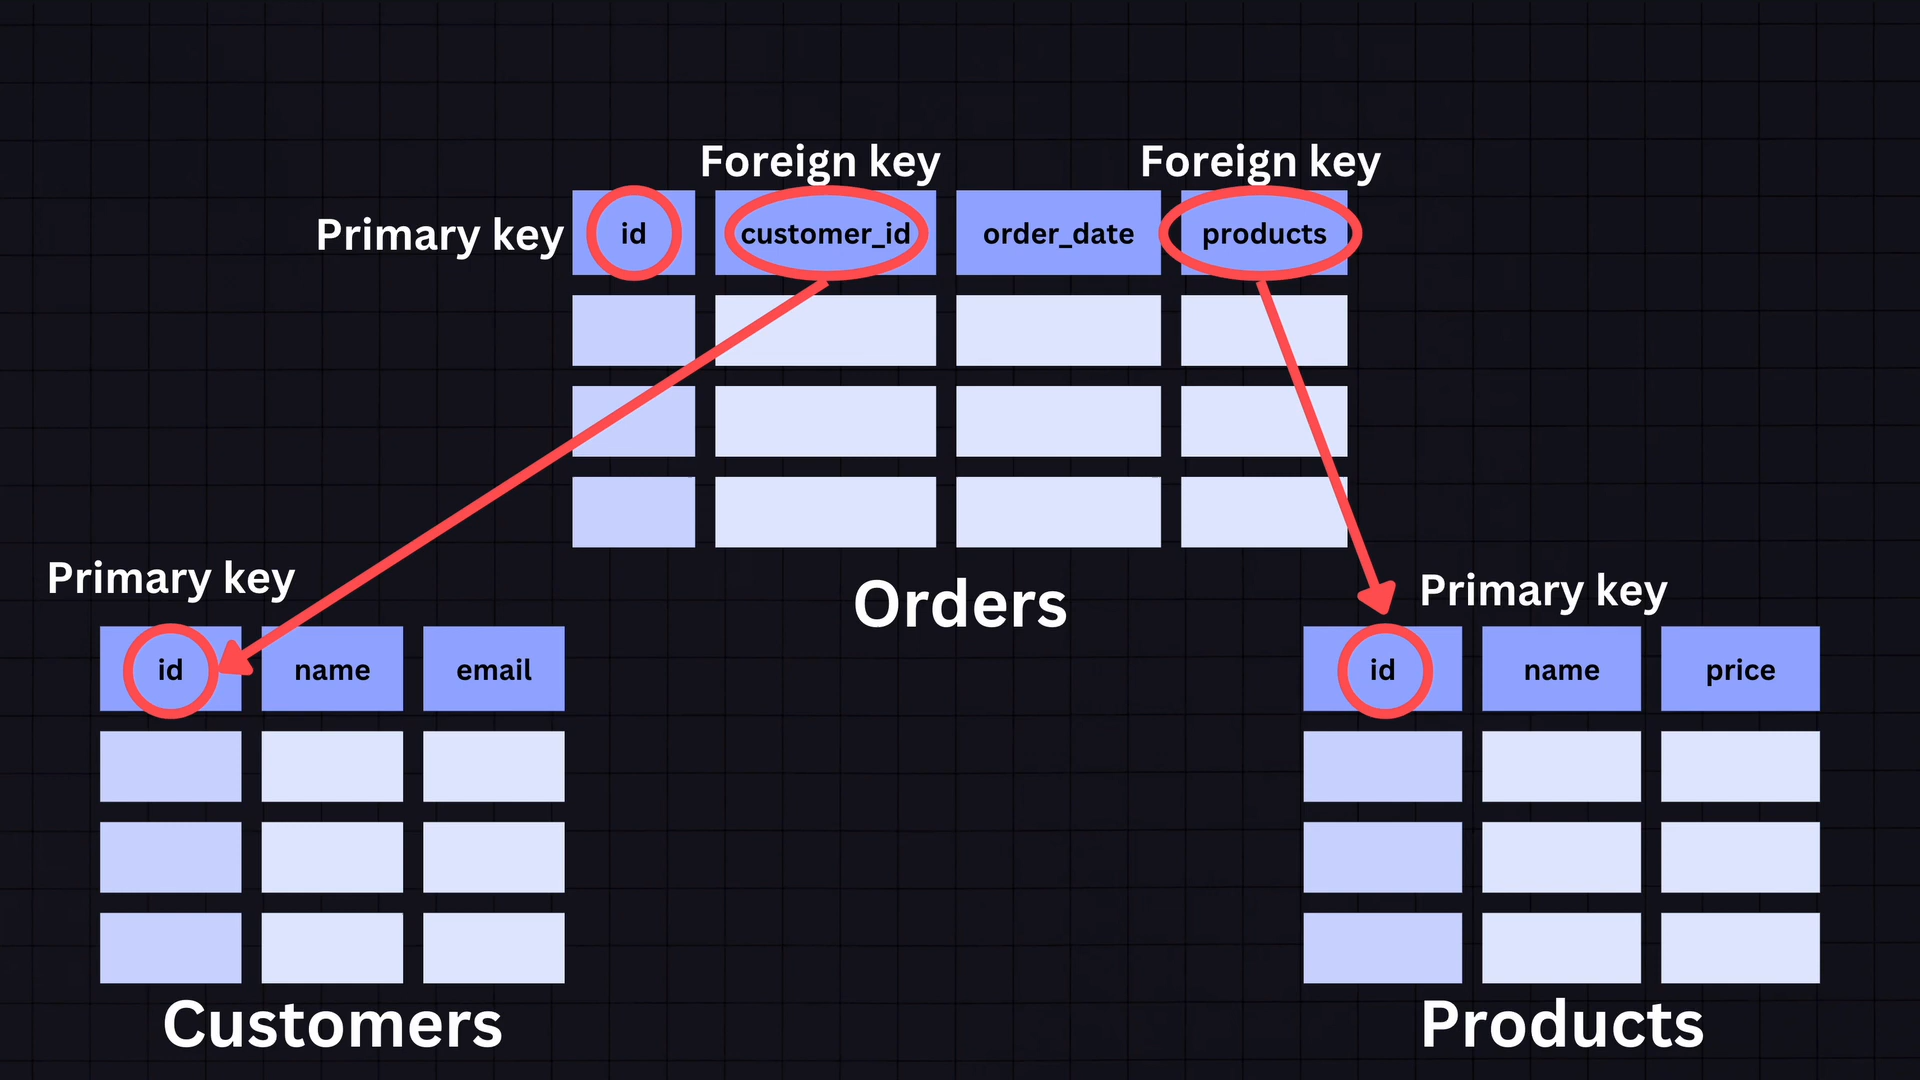 Foreign key Foreign key
Primary key id customer_id order_date products
Orders
Primary key
id name email
Customers
Primary key
id name price
Products